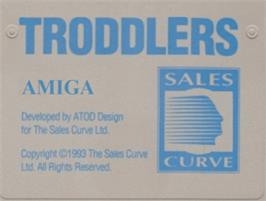 TRODDLERS
AMIGA
SALES
CURVE
Developed by ATOD Design
for The Sales Curve Ltd.
Copyright ©1993 The Sales Curve
Ltd. All Rights Reserved.